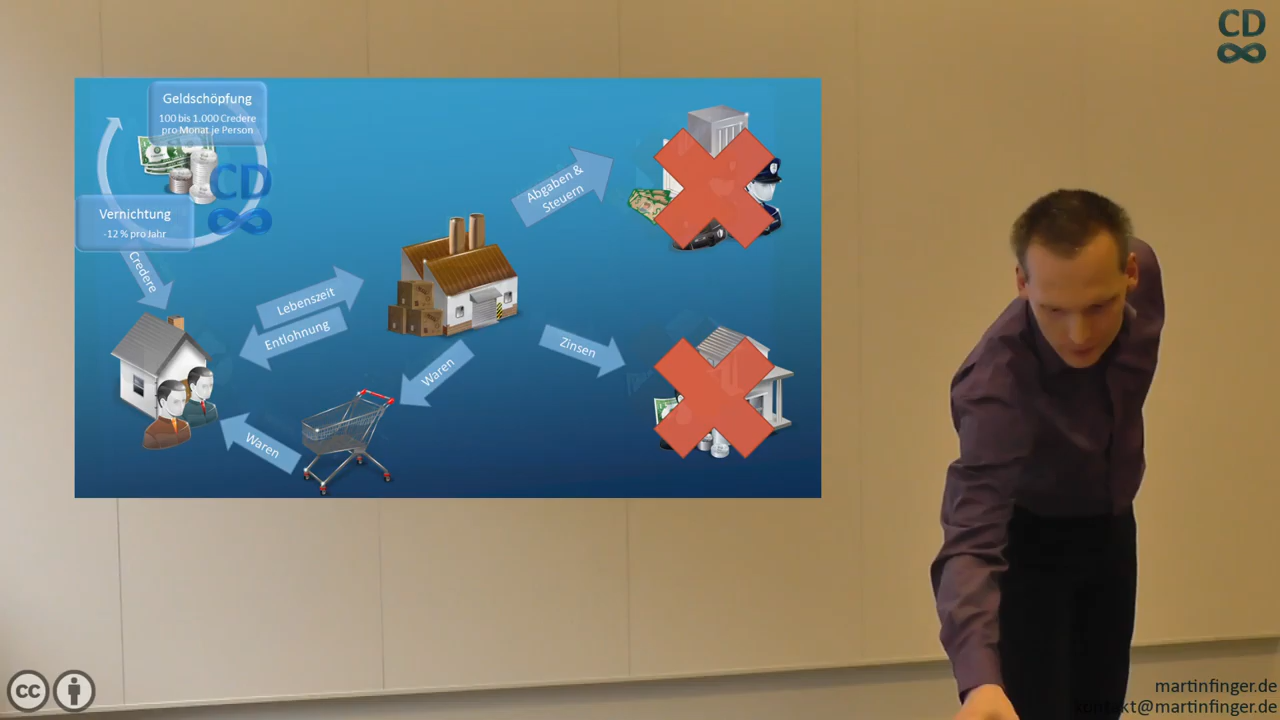 CD
Geldschöpfung
100 bis 1.000 Credere
pro Monat je Person
CD
Vernichtung
-12 % pro Jahr
Credere
Abgaben &
Steuern
Lebenszeit
Entlohnung
Zinsen
Waren
Waren
cc
martinfinger.de
kontakt@martinfinger.de